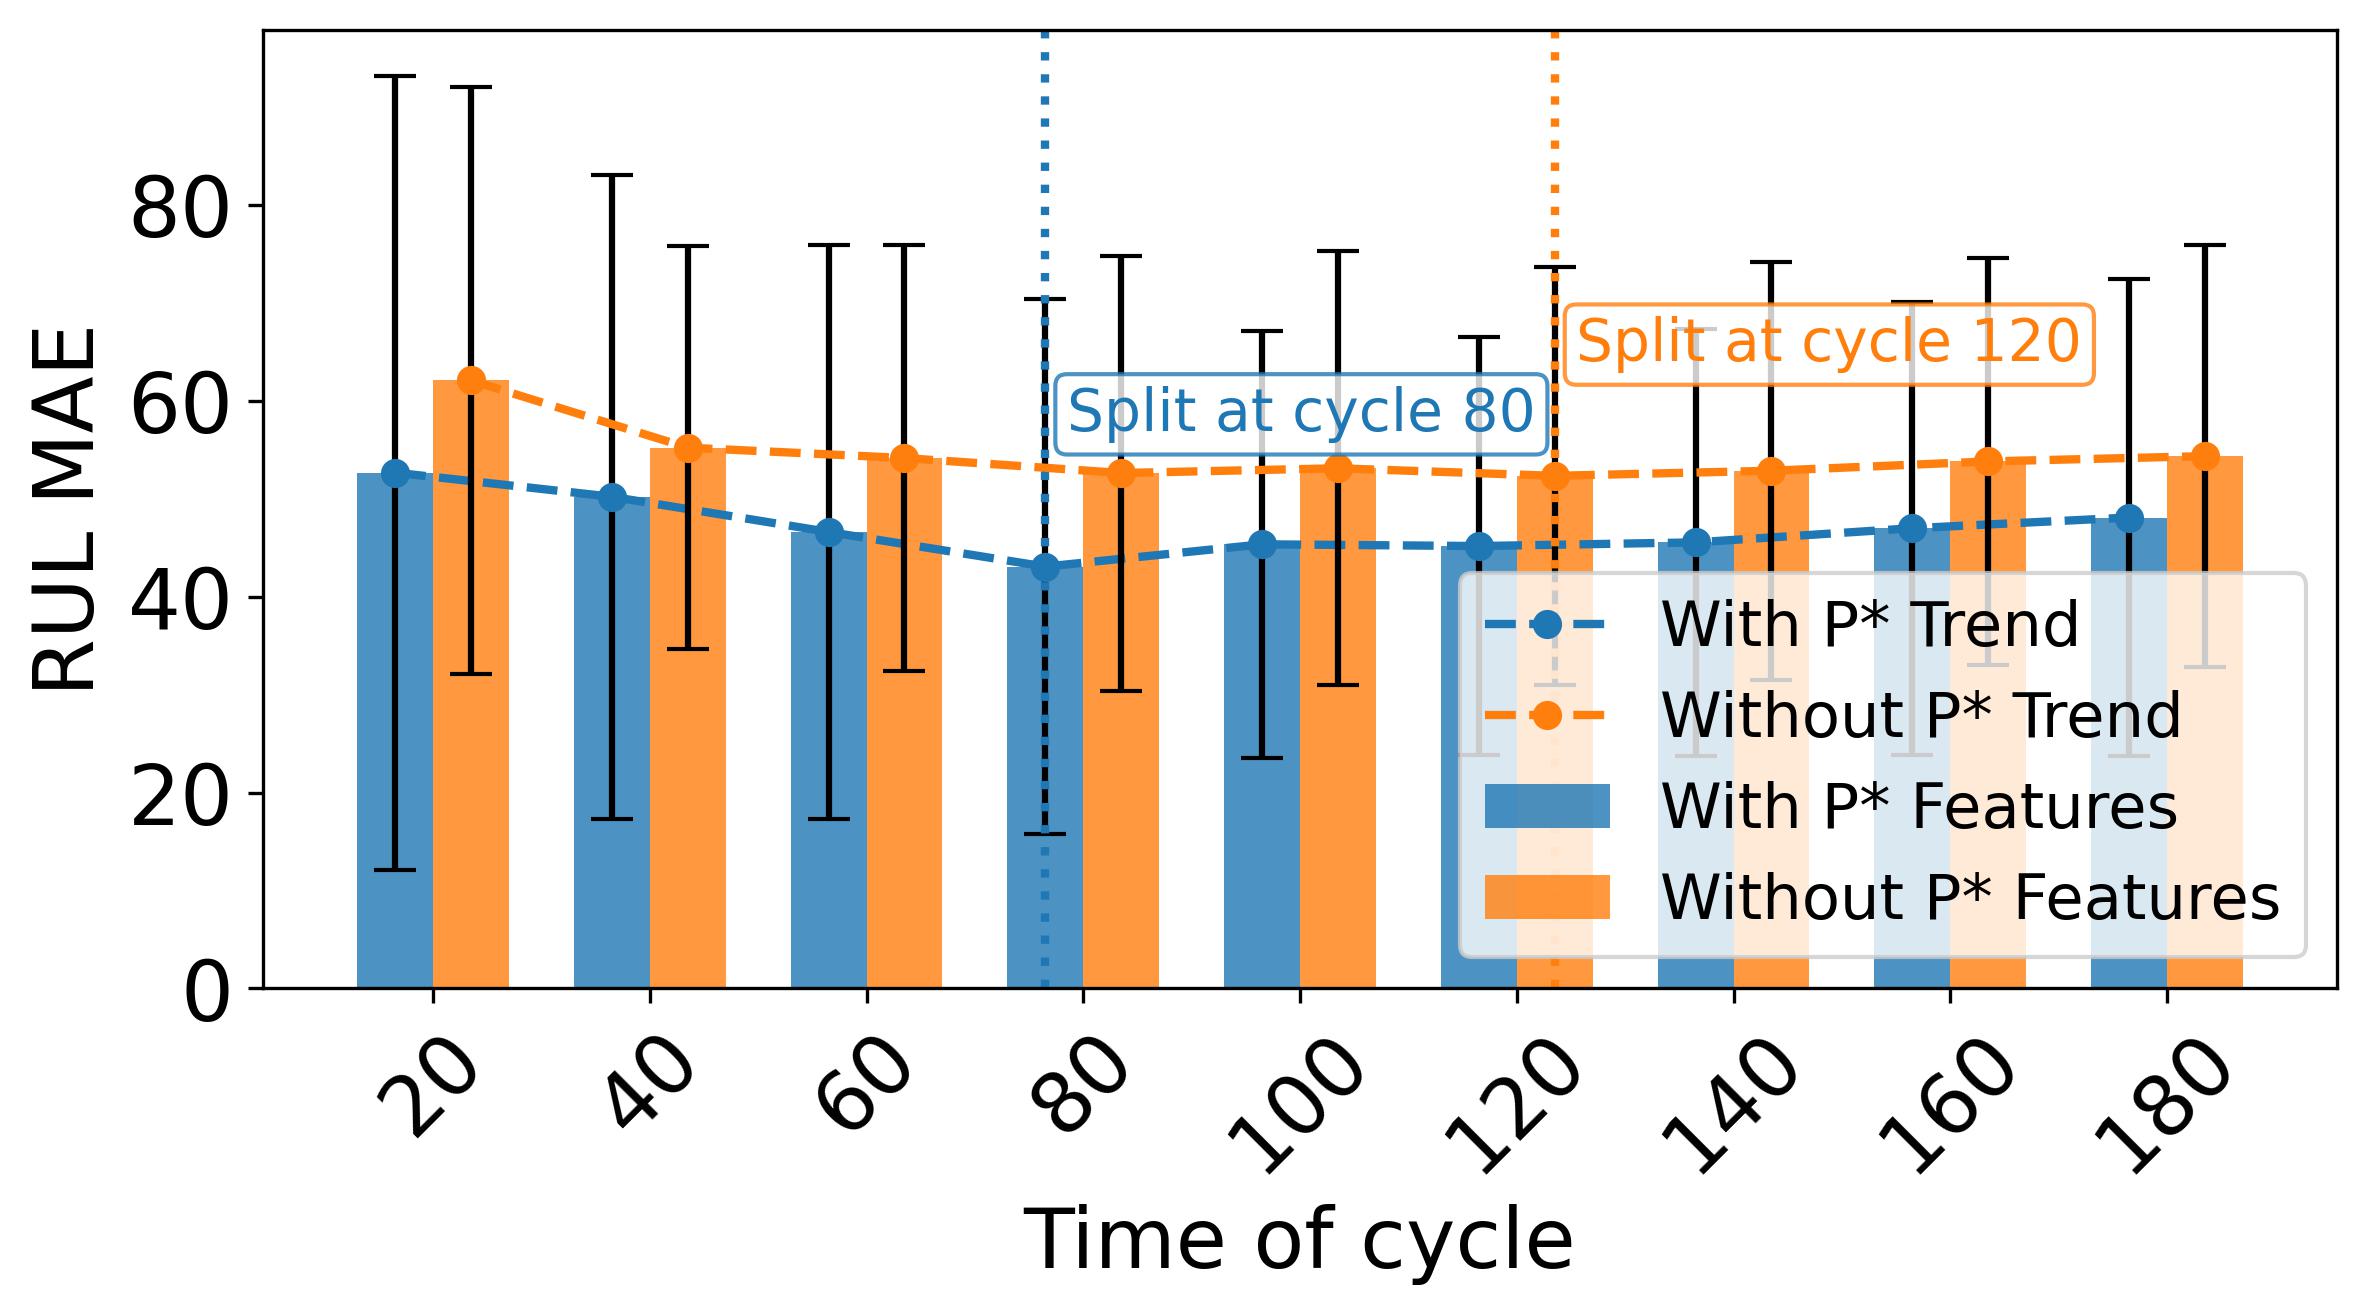 RUL MAE
80
60
40
20
0
Split at cycle 120
Split at cycle 80
With P* Trend
Without P* Trend
With P* Features
Without P* Features
20
40
60
80
100
120
140
160
180
Time of cycle